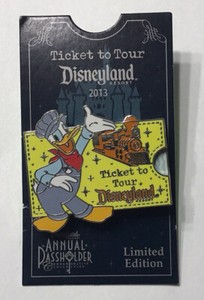 Ticket to Tour
Disneyland
RESORT
2013
Ticket to
Tour
Disneyland
ANNUAL
PASSHOLDER
Limited
Edition